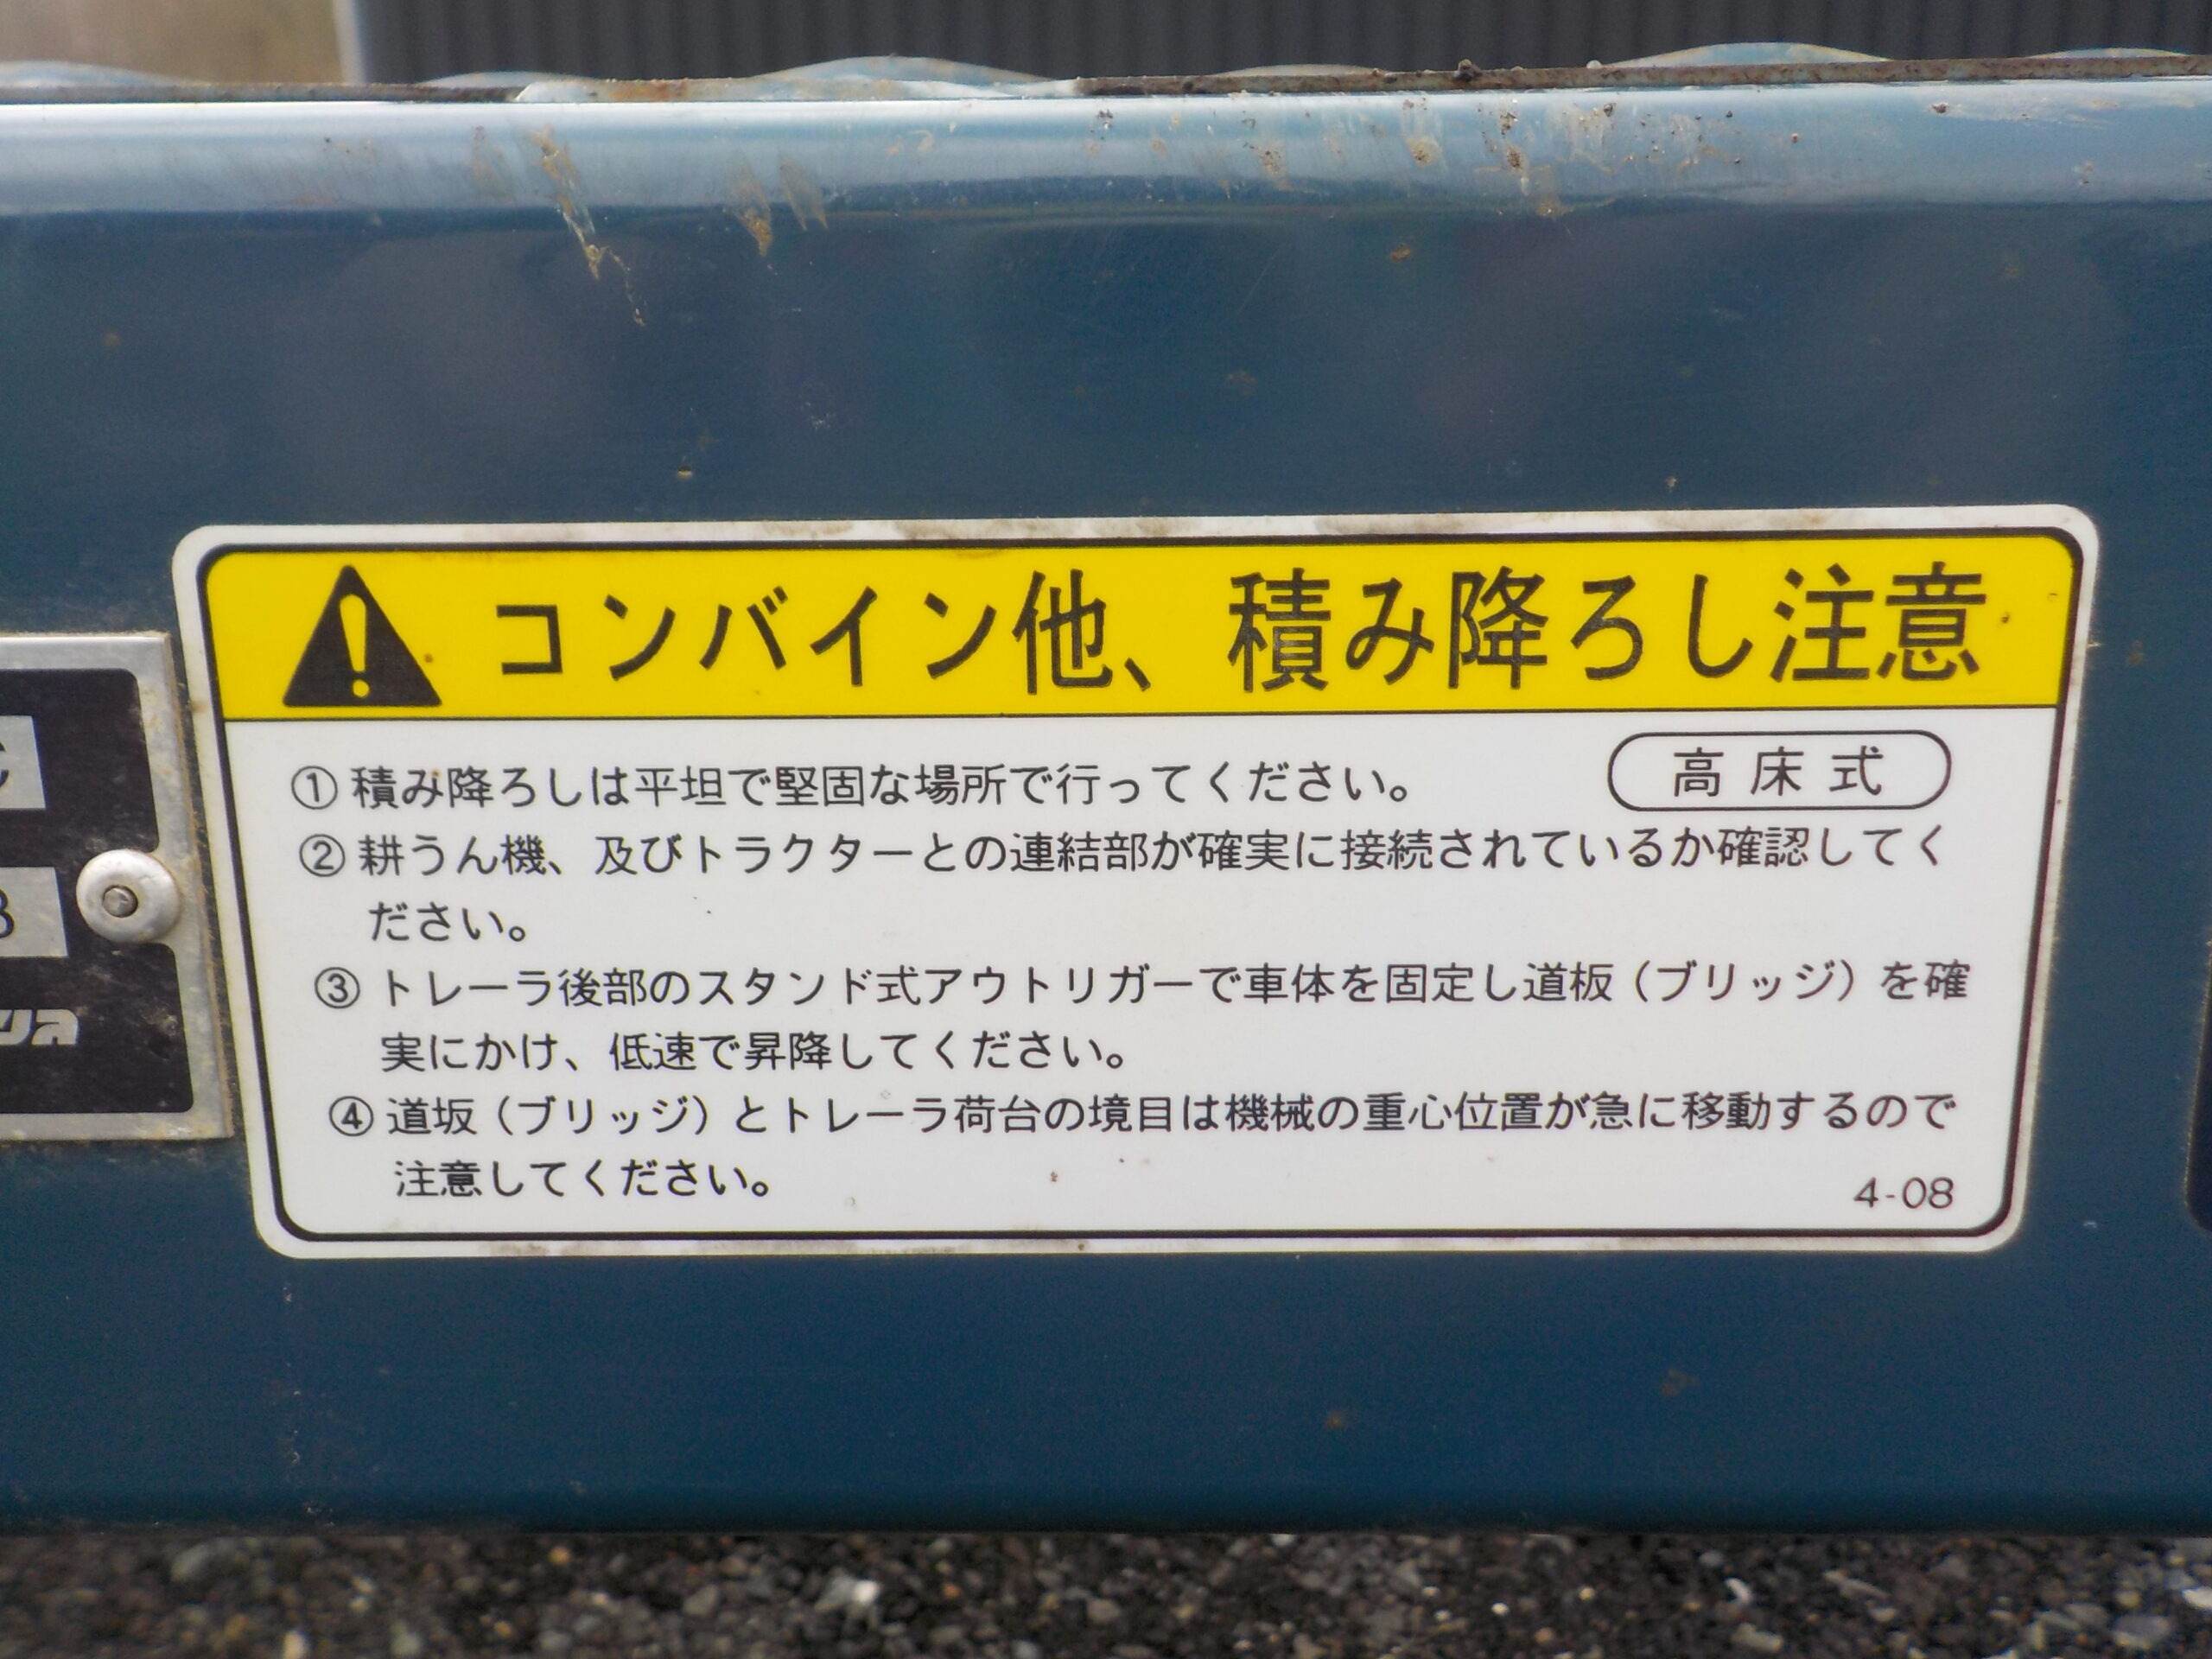 コンバイン他、積み降ろし注意
高床式
①積み降ろしは平坦で堅固な場所で行ってください。
②耕うん機、及びトラクターとの連結部が確実に接続されているか確認してく
ださい。
③トレーラ後部のスタンド式アウトリガーで車体を固定し道板（ブリッジ）を確
実にかけ、低速で昇降してください。
④道坂（ブリッジ）とトレーラ荷台の境目は機械の重心位置が急に移動するので
注意してください。
4-08